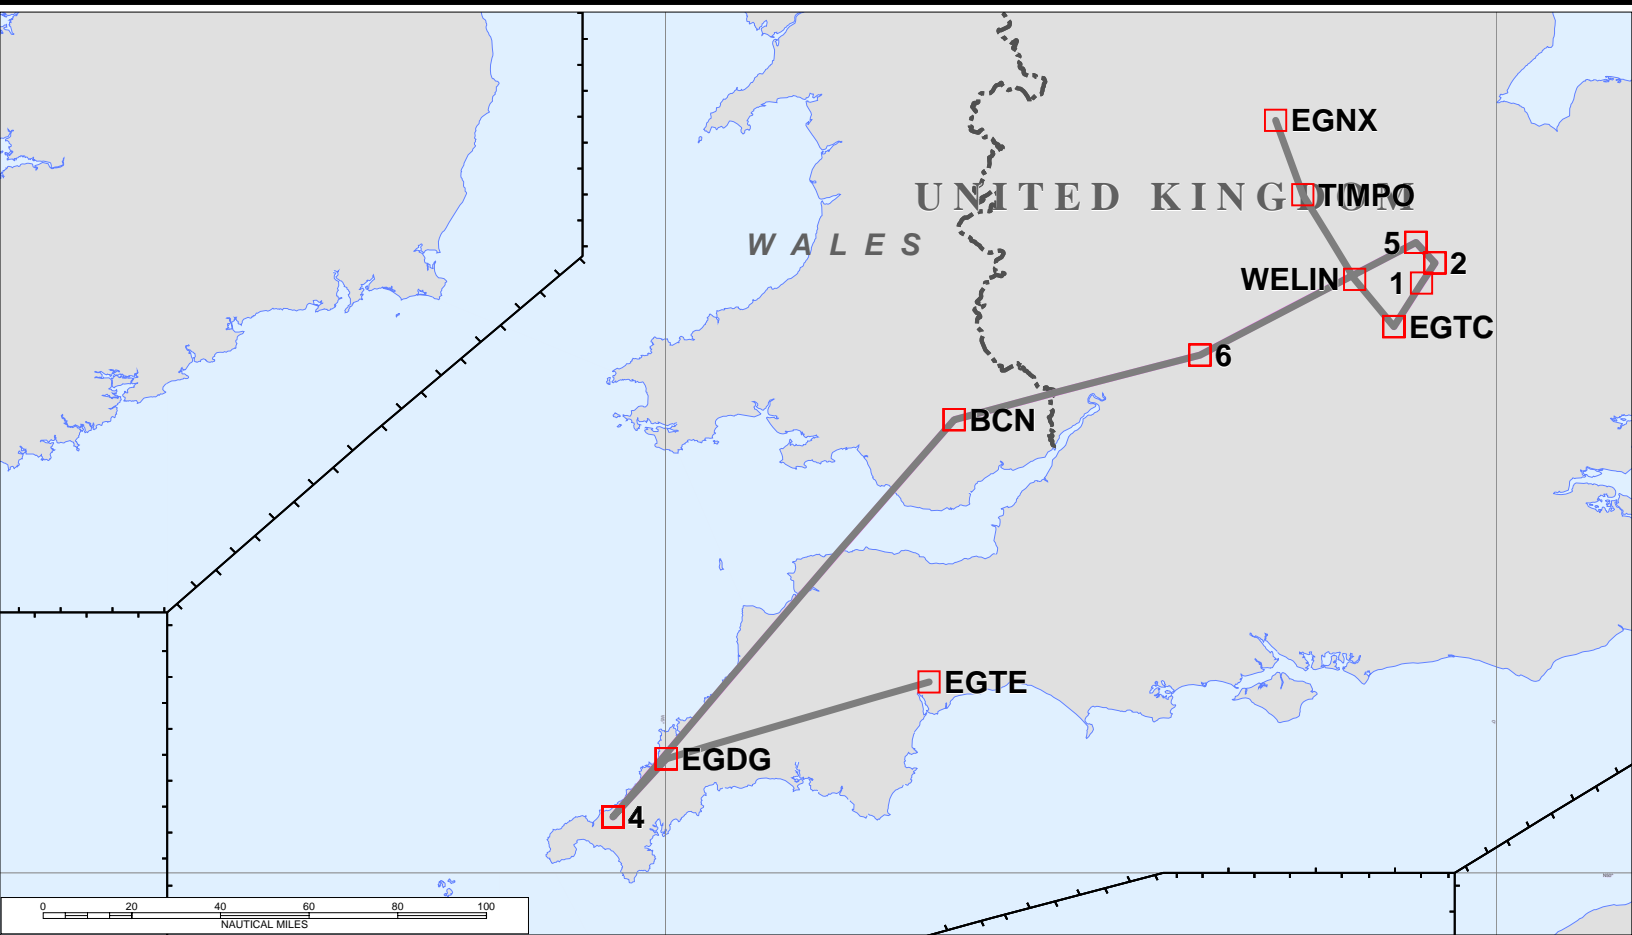 EGNX
UNITED KINGDOM
TIMPO
WALES
5
2
WELIN
1
EGTC
6
BCN
EGTE
EGDG
4
0 20 40 60 80 100
NAUTICAL MILES